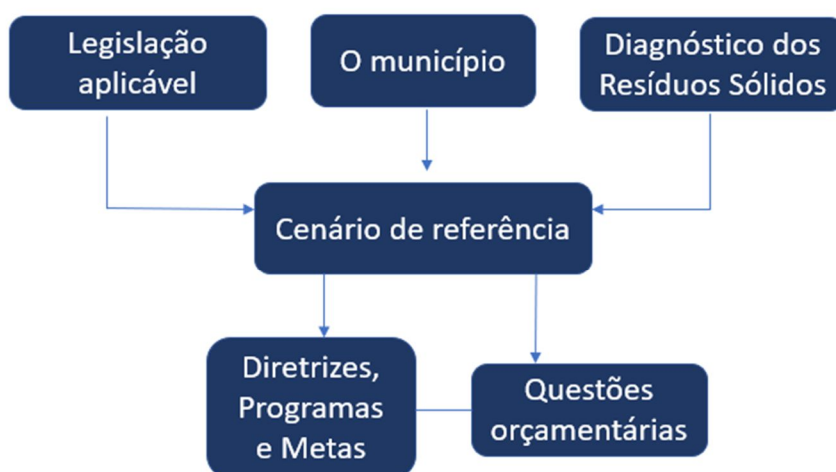 Legislação
aplicável
O município
Diagnóstico dos
Resíduos Sólidos
Cenário de referência
Diretrizes,
Programas
e Metas
Questões
orçamentárias